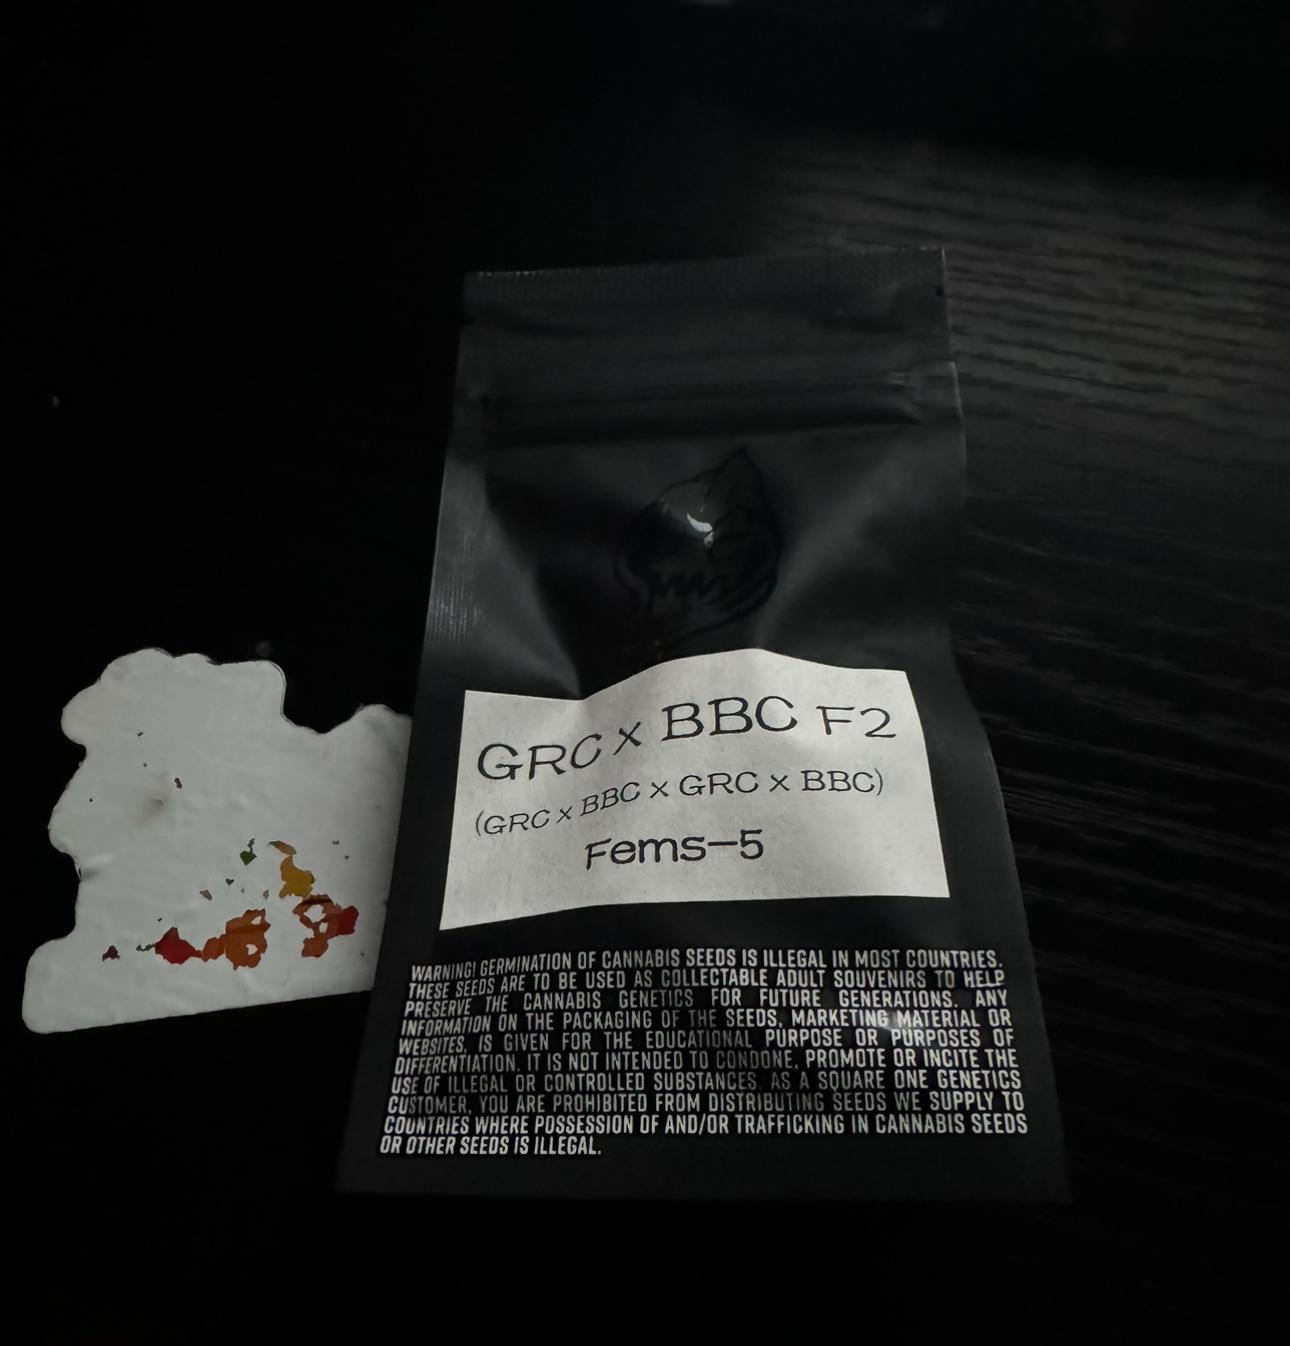 GRC x BBC F2
(GRC x BBC x GRC x BBC)
Fems-5
WARNING! GERMINATION OF CANNABIS SEEDS IS ILLEGAL IN MOST COUNTRIES.
THESE SEEDS ARE TO BE USED AS COLLECTABLE ADULT SOUVENIRS TO HELP
PRESERVE THE CANNABIS GENETICS FOR FUTURE GENERATIONS. ANY
INFORMATION ON THE PACKAGING OF THE SEEDS, MARKETING MATERIAL OR
WEBSITES, IS GIVEN FOR THE EDUCATIONAL PURPOSE OR PURPOSES OF
DIFFERENTIATION. IT IS NOT INTENDED TO CONDONE, PROMOTE OR INCITE THE
USE OF ILLEGAL OR CONTROLLED SUBSTANCES. AS A SQUARE ONE GENETICS
CUSTOMER, YOU ARE PROHIBITED FROM DISTRIBUTING SEEDS WE SUPPLY TO
COUNTRIES WHERE POSSESSION OF AND/OR TRAFFICKING IN CANNABIS SEEDS
OR OTHER SEEDS IS ILLEGAL.